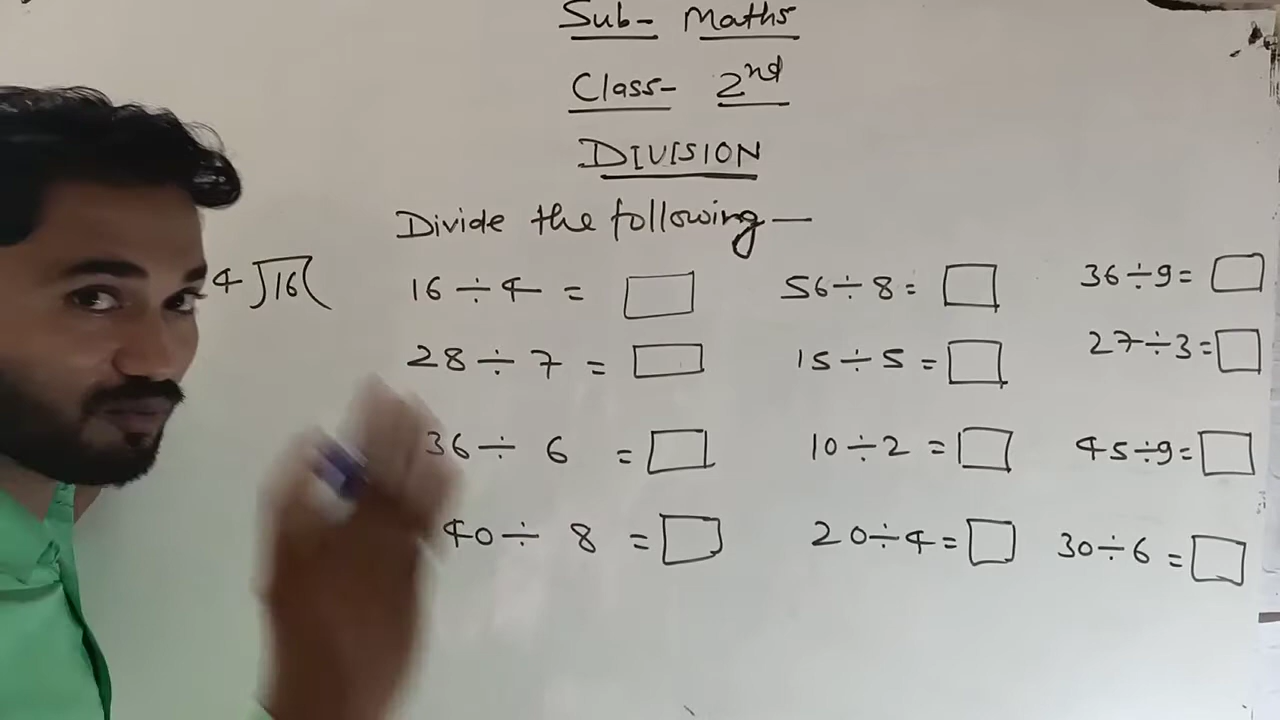 Sub- Maths
Class- 2nd
DIVISION
Divide the following—
4)16(
16 ÷ 4 = 56÷8= 36÷9=
28 ÷ 7 = 15÷5= 27÷3=
36 ÷ 6 = 10÷2= 45÷9=
40 ÷ 8 = 20÷4= 30÷6=